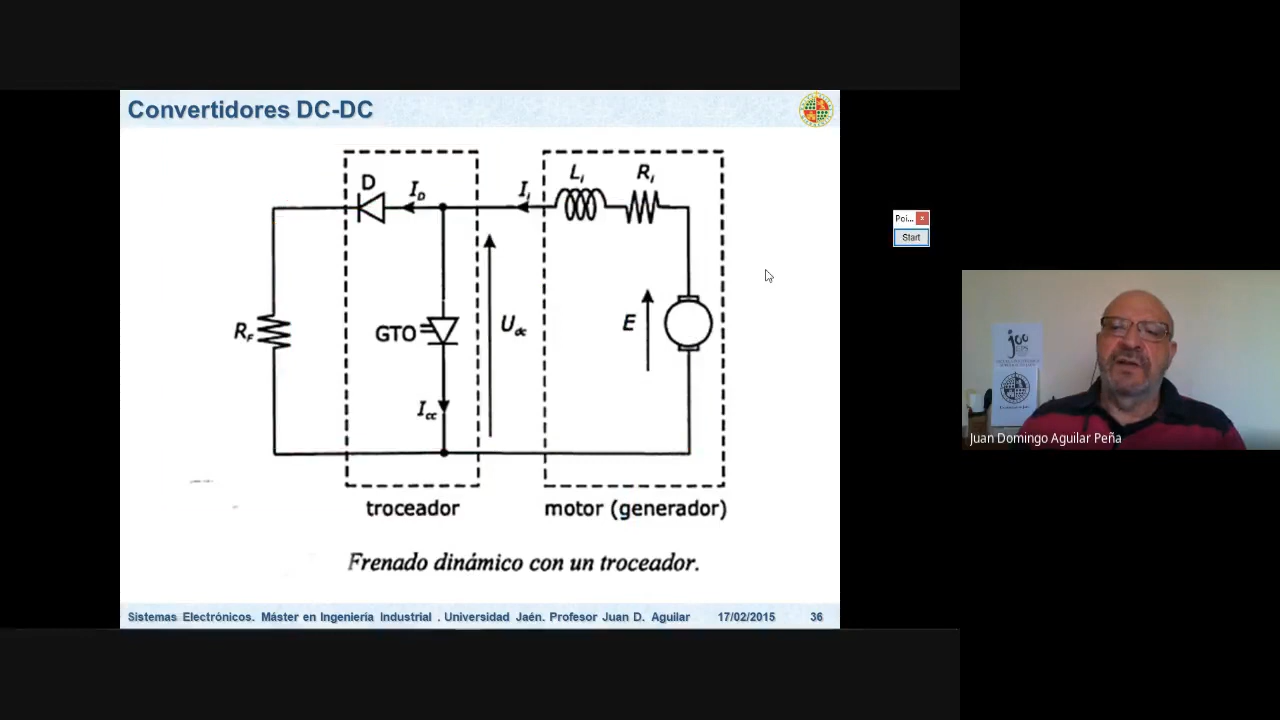 Convertidores DC-DC
D
I_D
I_i
L_i
R_i
R_F
GTO
U_dc
E
I_cc
troceador
motor (generador)
Frenado dinámico con un troceador.
Sistemas Electrónicos. Máster en Ingeniería Industrial . Universidad Jaén. Profesor Juan D. Aguilar
17/02/2015
36
Poi...
x
Start
Juan Domingo Aguilar Peña